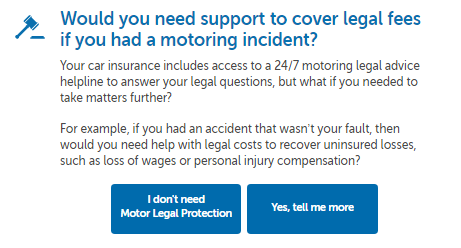 Would you need support to cover legal fees
if you had a motoring incident?
Your car insurance includes access to a 24/7 motoring legal advice
helpline to answer your legal questions, but what if you needed to
take matters further?
For example, if you had an accident that wasn't your fault, then
would you need help with legal costs to recover uninsured losses,
such as loss of wages or personal injury compensation?
I don't need
Motor Legal Protection
Yes, tell me more